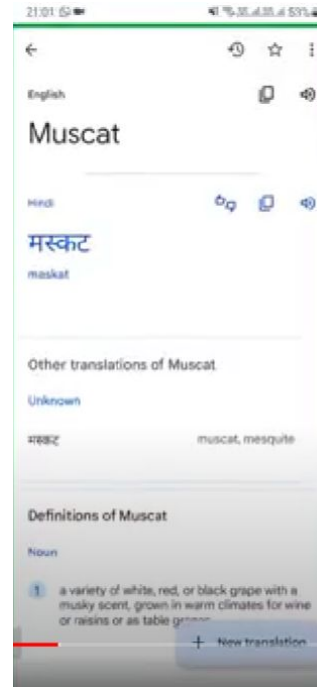 21:01
53%
English
Muscat
Hindi
मस्कट
maskat
Other translations of Muscat
Unknown
मस्कट muscat, mesquite
Definitions of Muscat
Noun
1 a variety of white, red, or black grape with a
musky scent, grown in warm climates for wine
or raisins or as table grapes
+ New translation